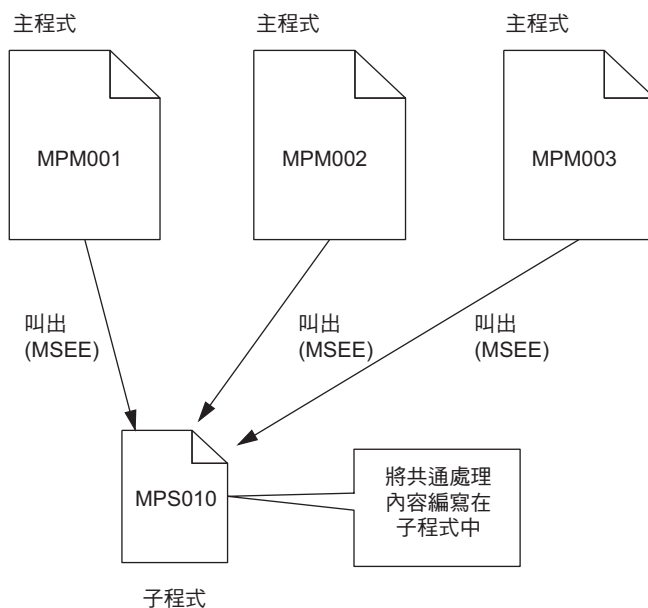 主程式
主程式
主程式
MPM001
MPM002
MPM003
叫出
(MSEE)
叫出
(MSEE)
叫出
(MSEE)
MPS010
將共通處理
內容編寫在
子程式中
子程式